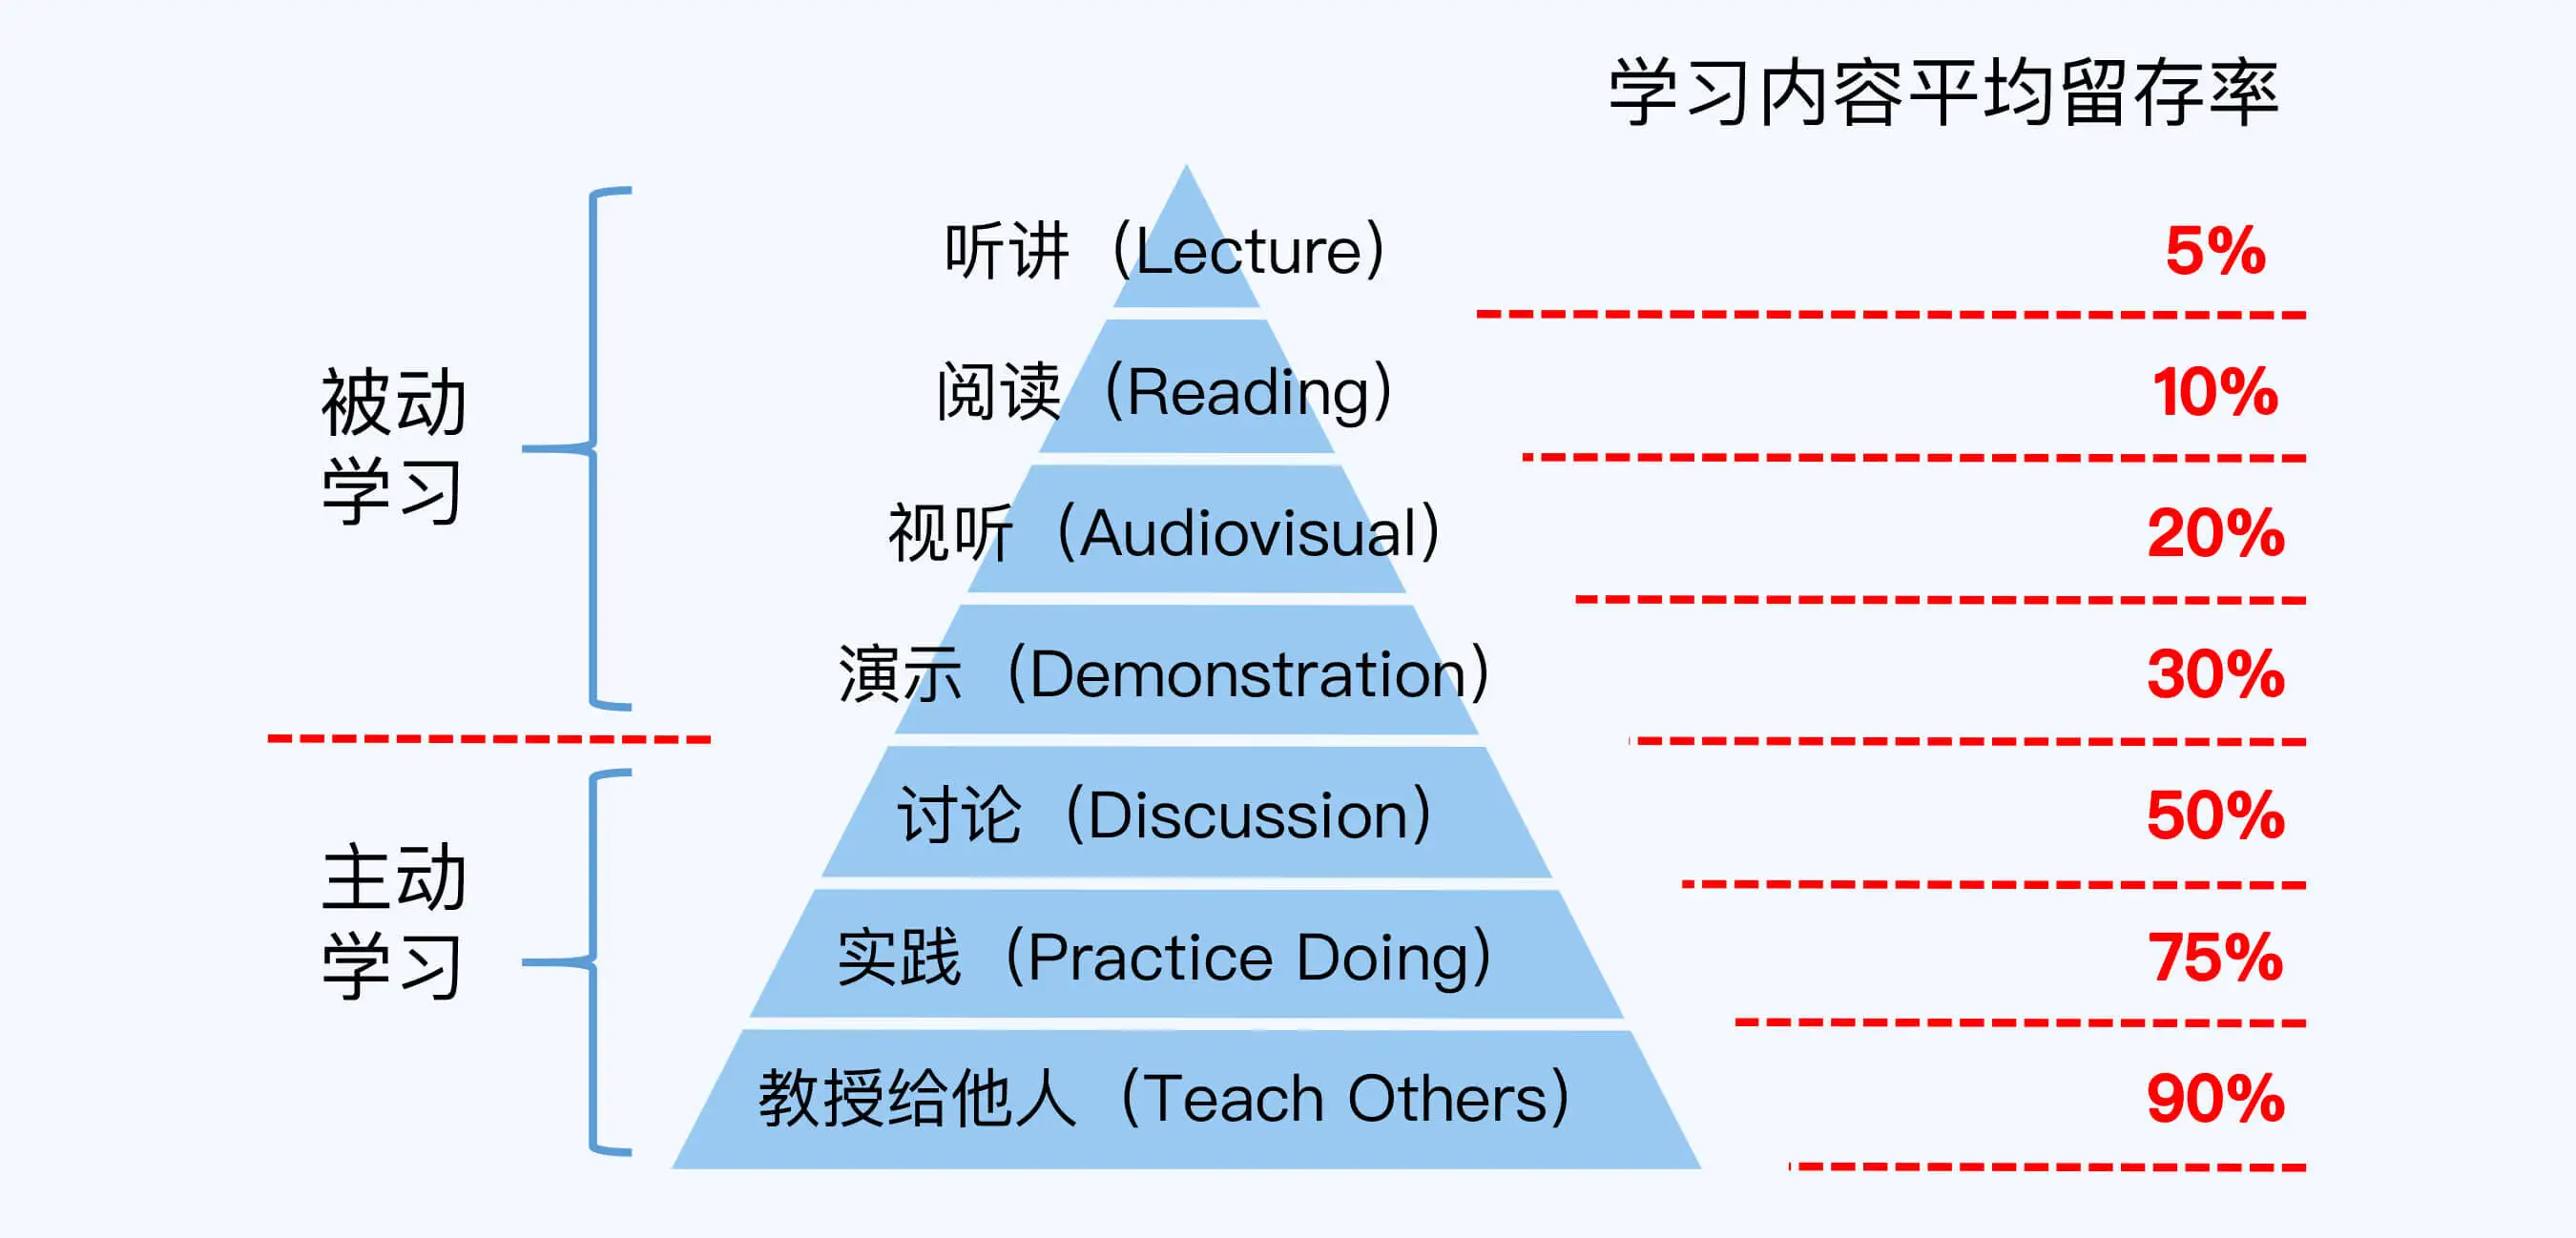 学习内容平均留存率
被动
学习
听讲（Lecture） 5%
阅读（Reading） 10%
视听（Audiovisual） 20%
演示（Demonstration） 30%
主动
学习
讨论（Discussion） 50%
实践（Practice Doing） 75%
教授给他人（Teach Others） 90%